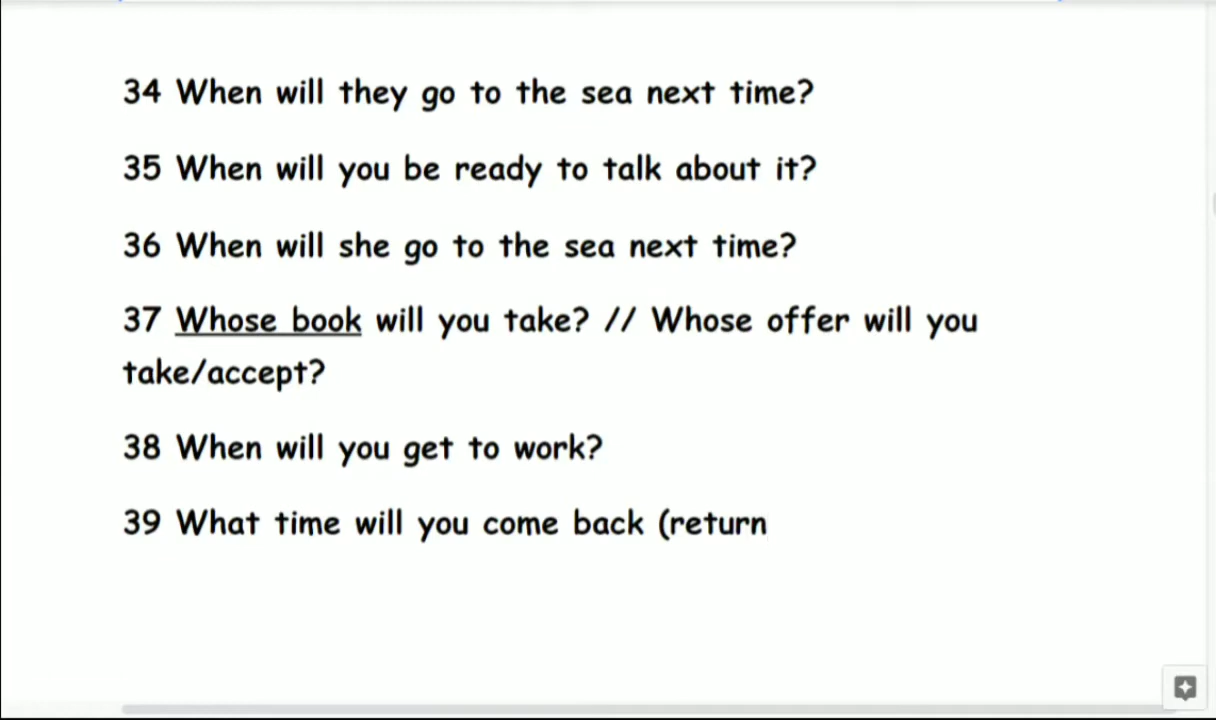 34 When will they go to the sea next time?
35 When will you be ready to talk about it?
36 When will she go to the sea next time?
37 Whose book will you take? // Whose offer will you
take/accept?
38 When will you get to work?
39 What time will you come back (return